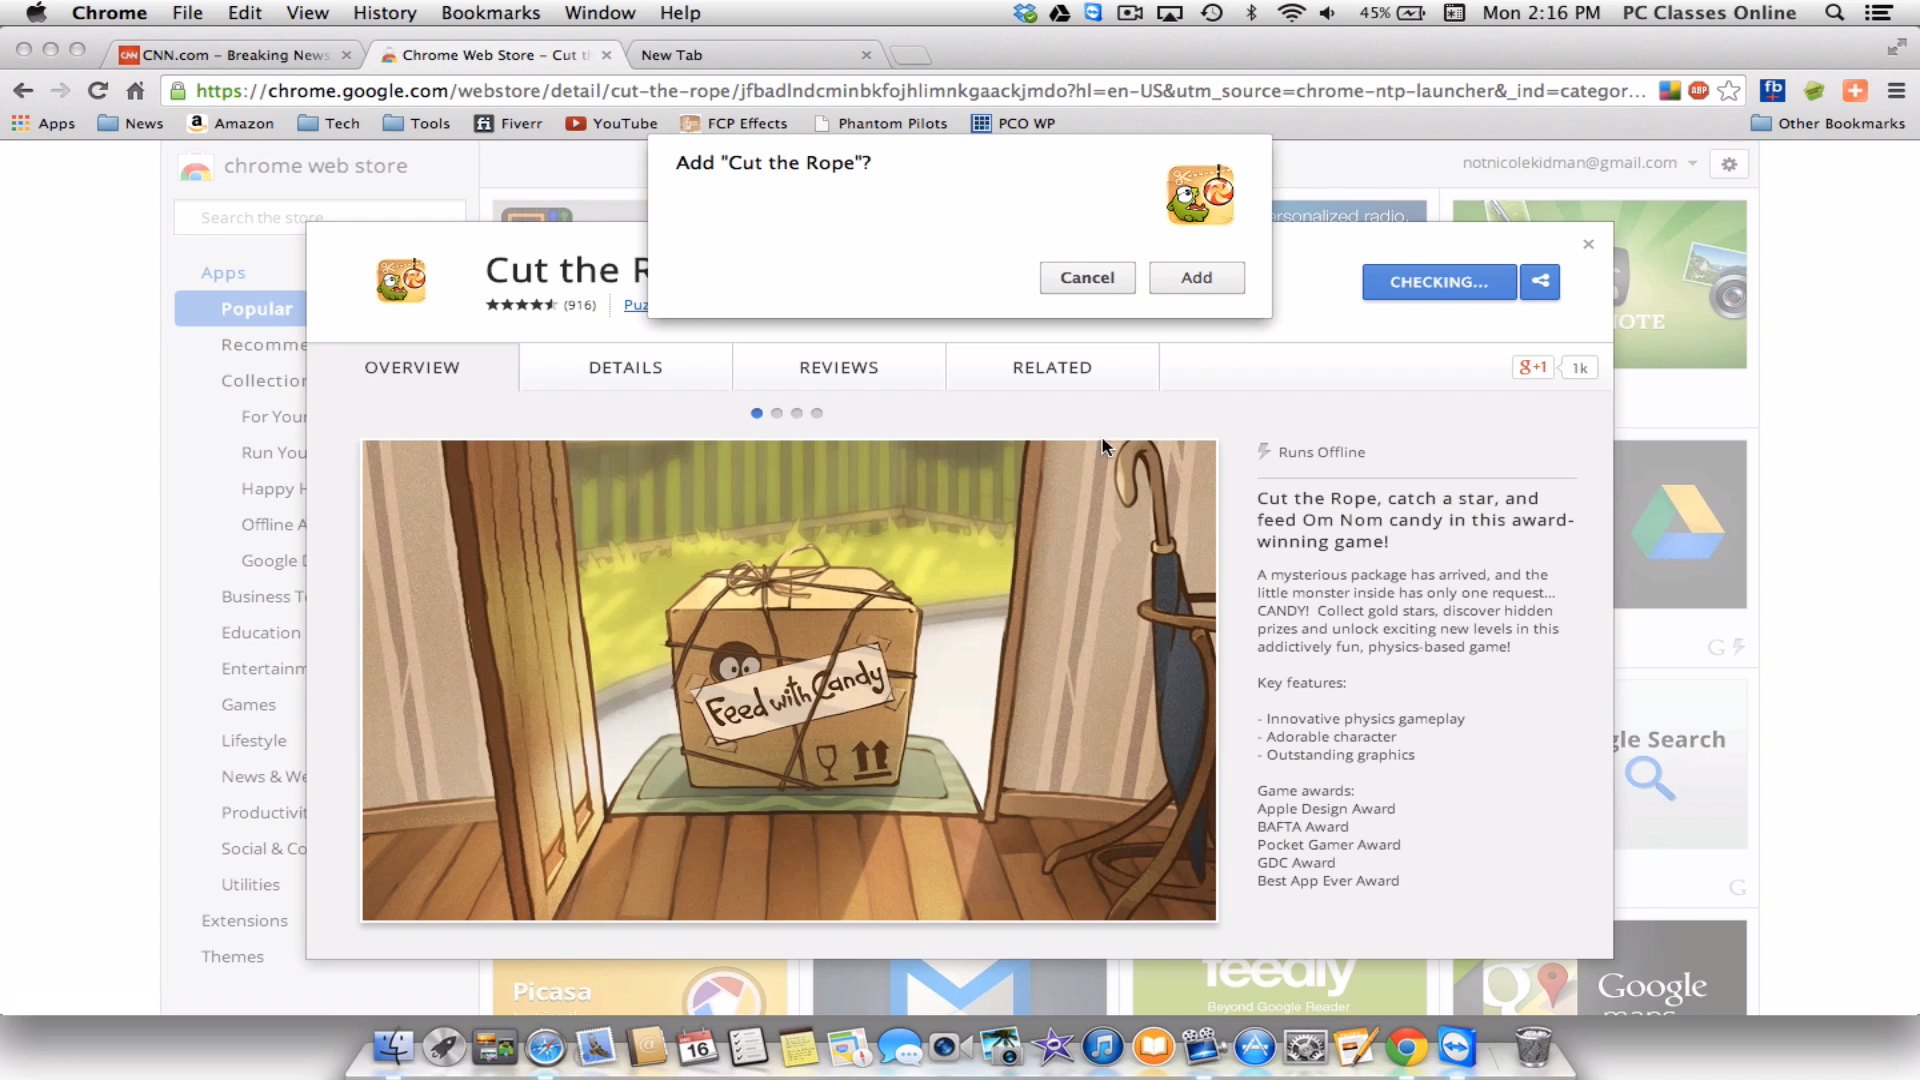 Chrome File Edit View History Bookmarks Window Help 45% Mon 2:16 PM PC Classes Online
CNN.com – Breaking News, Chrome Web Store – Cut t New Tab
https://chrome.google.com/webstore/detail/cut-the-rope/jfbadlndcminbkfojhlimnkgaackjmdo?hl=en-US&utm_source=chrome-ntp-launcher&_ind=categor...
Apps News Amazon Tech Tools Fiverr YouTube FCP Effects Phantom Pilots PCO WP Other Bookmarks
chrome web store
notnicolekidman@gmail.com
Search the store
Add "Cut the Rope"?
Cancel Add
ersonalized radio.
Cut the R
(916) Puz
CHECKING...
OTE
OVERVIEW DETAILS REVIEWS RELATED
g+1 1k
Apps
Popular
Recomme
Collection
For Your
Run You
Happy H
Offline A
Google D
Business T
Education
Entertainm
Games
Lifestyle
News & We
Productivit
Social & Co
Utilities
Extensions
Themes
Feed with Candy
Runs Offline
Cut the Rope, catch a star, and
feed Om Nom candy in this award-
winning game!
A mysterious package has arrived, and the
little monster inside has only one request...
CANDY! Collect gold stars, discover hidden
prizes and unlock exciting new levels in this
addictively fun, physics-based game!
Key features:
- Innovative physics gameplay
- Adorable character
- Outstanding graphics
Game awards:
Apple Design Award
BAFTA Award
Pocket Gamer Award
GDC Award
Best App Ever Award
gle Search
Picasa
feedly
Beyond Google Reader
Google
maps
DEC
16